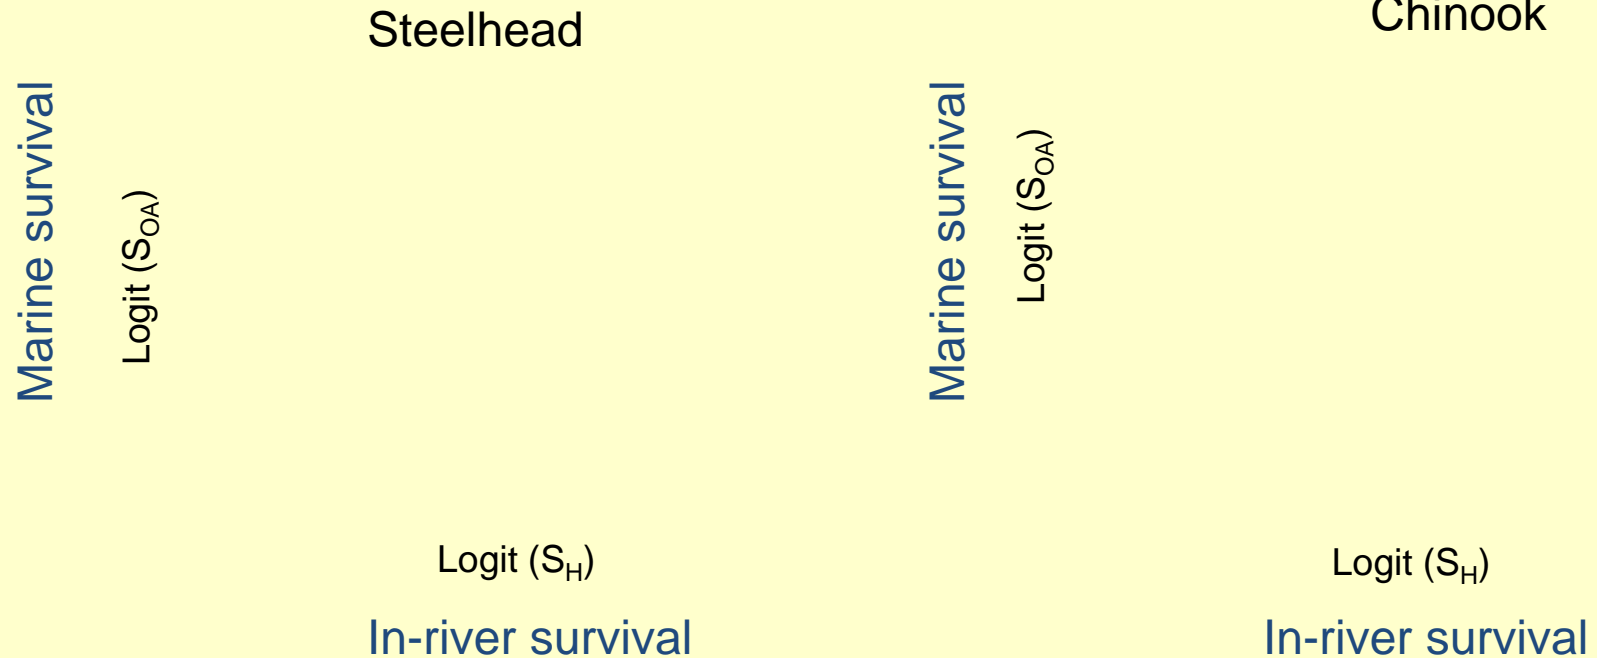 Steelhead
Marine survival
Logit (S_OA)
Logit (S_H)
In-river survival
Chinook
Marine survival
Logit (S_OA)
Logit (S_H)
In-river survival